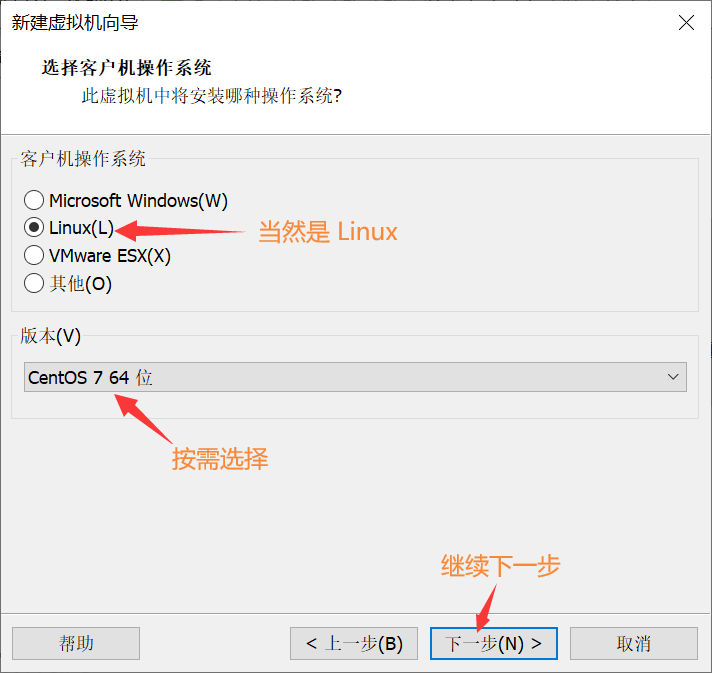 新建虚拟机向导
选择客户机操作系统
此虚拟机中将安装哪种操作系统?
客户机操作系统
Microsoft Windows(W)
Linux(L)
当然是 Linux
VMware ESX(X)
其他(O)
版本(V)
CentOS 7 64 位
按需选择
继续下一步
帮助
< 上一步(B)
下一步(N) >
取消